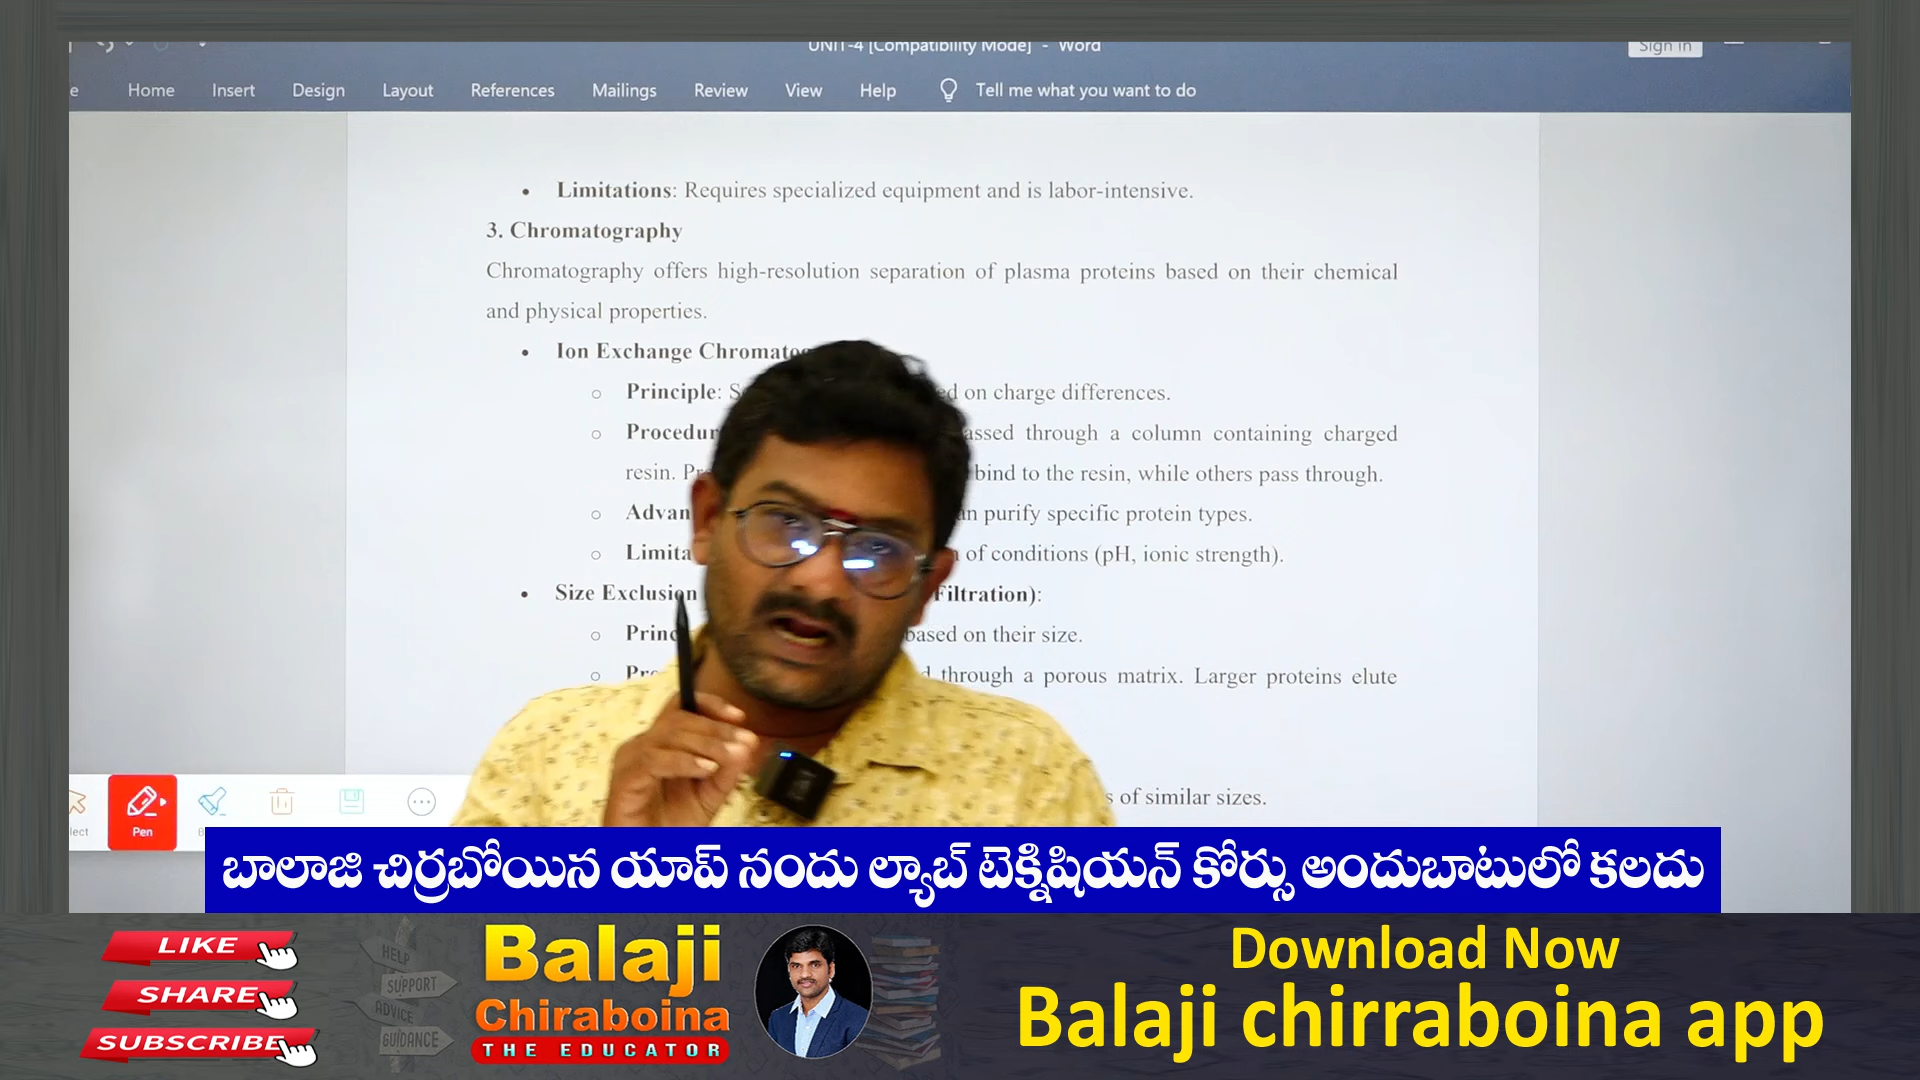 UNIT-4 [Compatibility Mode] - Word
Sign in
e Home Insert Design Layout References Mailings Review View Help Tell me what you want to do
• Limitations: Requires specialized equipment and is labor-intensive.
3. Chromatography
Chromatography offers high-resolution separation of plasma proteins based on their chemical
and physical properties.
• Ion Exchange Chromato
○ Principle: S ed on charge differences.
○ Procedur assed through a column containing charged
resin. Pr bind to the resin, while others pass through.
○ Advan an purify specific protein types.
○ Limita of conditions (pH, ionic strength).
• Size Exclusion Filtration):
○ Princ based on their size.
○ Pr through a porous matrix. Larger proteins elute
s of similar sizes.
lect Pen
బాలాజి చిర్రబోయిన యాప్ నందు ల్యాబ్ టెక్నిషియన్ కోర్సు అందుబాటులో కలదు
LIKE
SHARE
SUBSCRIBE
HELP
SUPPORT
ADVICE
GUIDANCE
Balaji
Chiraboina
THE EDUCATOR
Download Now
Balaji chirraboina app